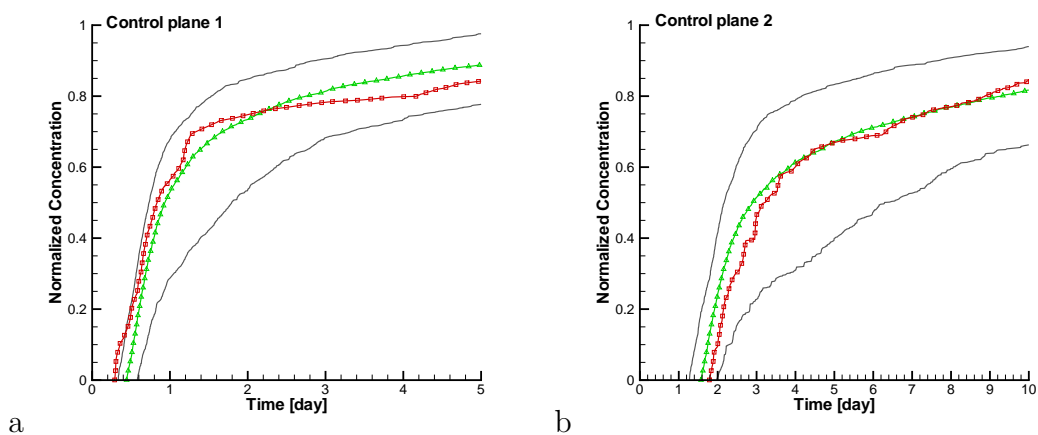 Control plane 1
Normalized Concentration
1
0.8
0.6
0.4
0.2
0
0 1 2 3 4 5
Time [day]
a
Control plane 2
Normalized Concentration
1
0.8
0.6
0.4
0.2
0
0 1 2 3 4 5 6 7 8 9 10
Time [day]
b